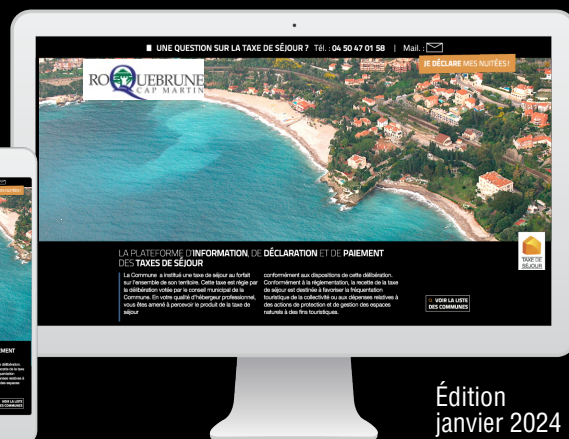 UNE QUESTION SUR LA TAXE DE SÉJOUR ? Tél. : 04 50 47 01 58 | Mail. :
JE DÉCLARE MES NUITÉES !
ROQUEBRUNE
CAP MARTIN
LA PLATEFORME D'INFORMATION, DE DÉCLARATION ET DE PAIEMENT
DES TAXES DE SÉJOUR
La Commune a institué une taxe de séjour au forfait
sur l'ensemble de son territoire. Cette taxe est régie par
la délibération votée par le conseil municipal de la
Commune. En votre qualité d'hébergeur professionnel,
vous êtes amené à percevoir le produit de la taxe de
séjour
conformément aux dispositions de cette délibération.
Conformément à la réglementation, la recette de la taxe
de séjour est destinée à favoriser la fréquentation
touristique de la collectivité ou aux dépenses relatives à
des actions de protection et de gestion des espaces
naturels à des fins touristiques.
TAXE DE
SÉJOUR
VOIR LA LISTE
DES COMMUNES
Édition
janvier 2024